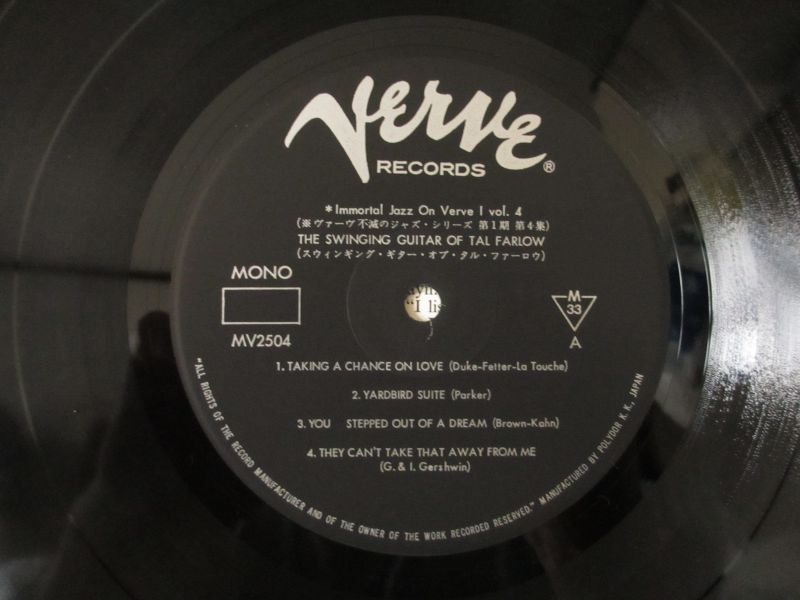 Verve
RECORDS ®
*Immortal Jazz On Verve I vol. 4
(※ヴァーヴ不滅のジャズ・シリーズ 第1期 第4集)
THE SWINGING GUITAR OF TAL FARLOW
(スウィンギング・ギター・オブ・タル・ファーロウ)
MONO
MV2504
M
33
A
1. TAKING A CHANCE ON LOVE (Duke-Fetter-La Touche)
2. YARDBIRD SUITE (Parker)
3. YOU STEPPED OUT OF A DREAM (Brown-Kahn)
4. THEY CAN'T TAKE THAT AWAY FROM ME
(G. & I. Gershwin)
"ALL RIGHTS OF THE RECORD MANUFACTURER AND OF THE OWNER OF THE WORK RECORDED RESERVED." MANUFACTURED BY POLYDOR K. K., JAPAN